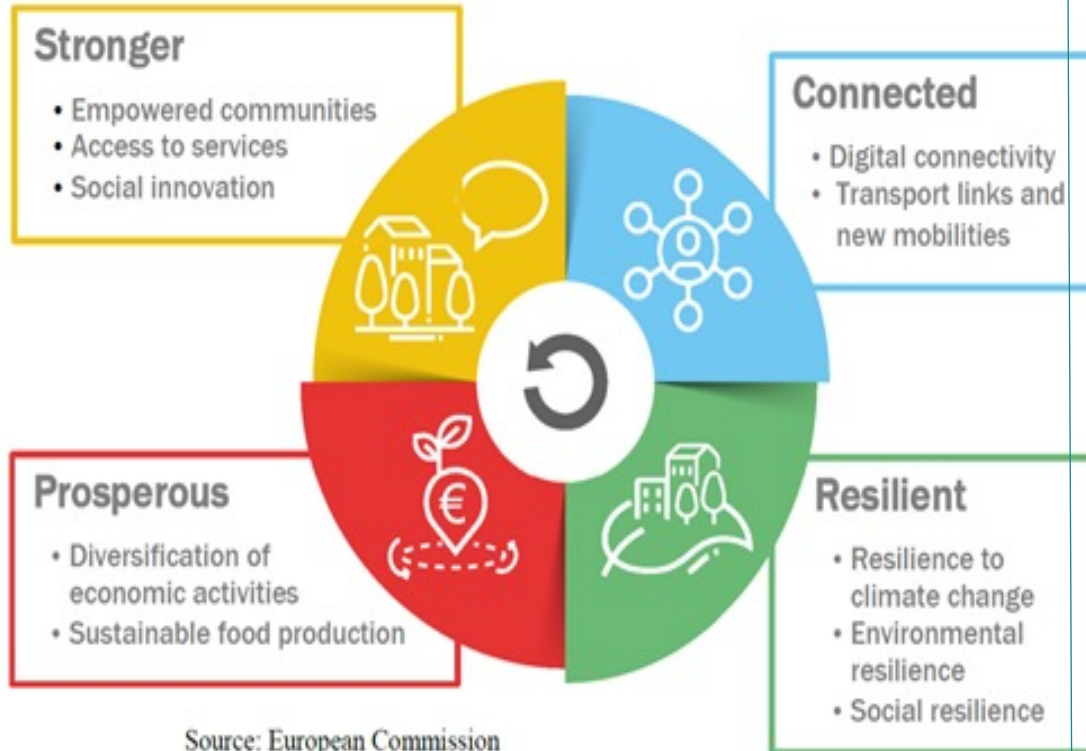 Stronger
• Empowered communities
• Access to services
• Social innovation
Connected
• Digital connectivity
• Transport links and
new mobilities
Prosperous
• Diversification of
economic activities
• Sustainable food production
€
Resilient
• Resilience to
climate change
• Environmental
resilience
• Social resilience
Source: European Commission